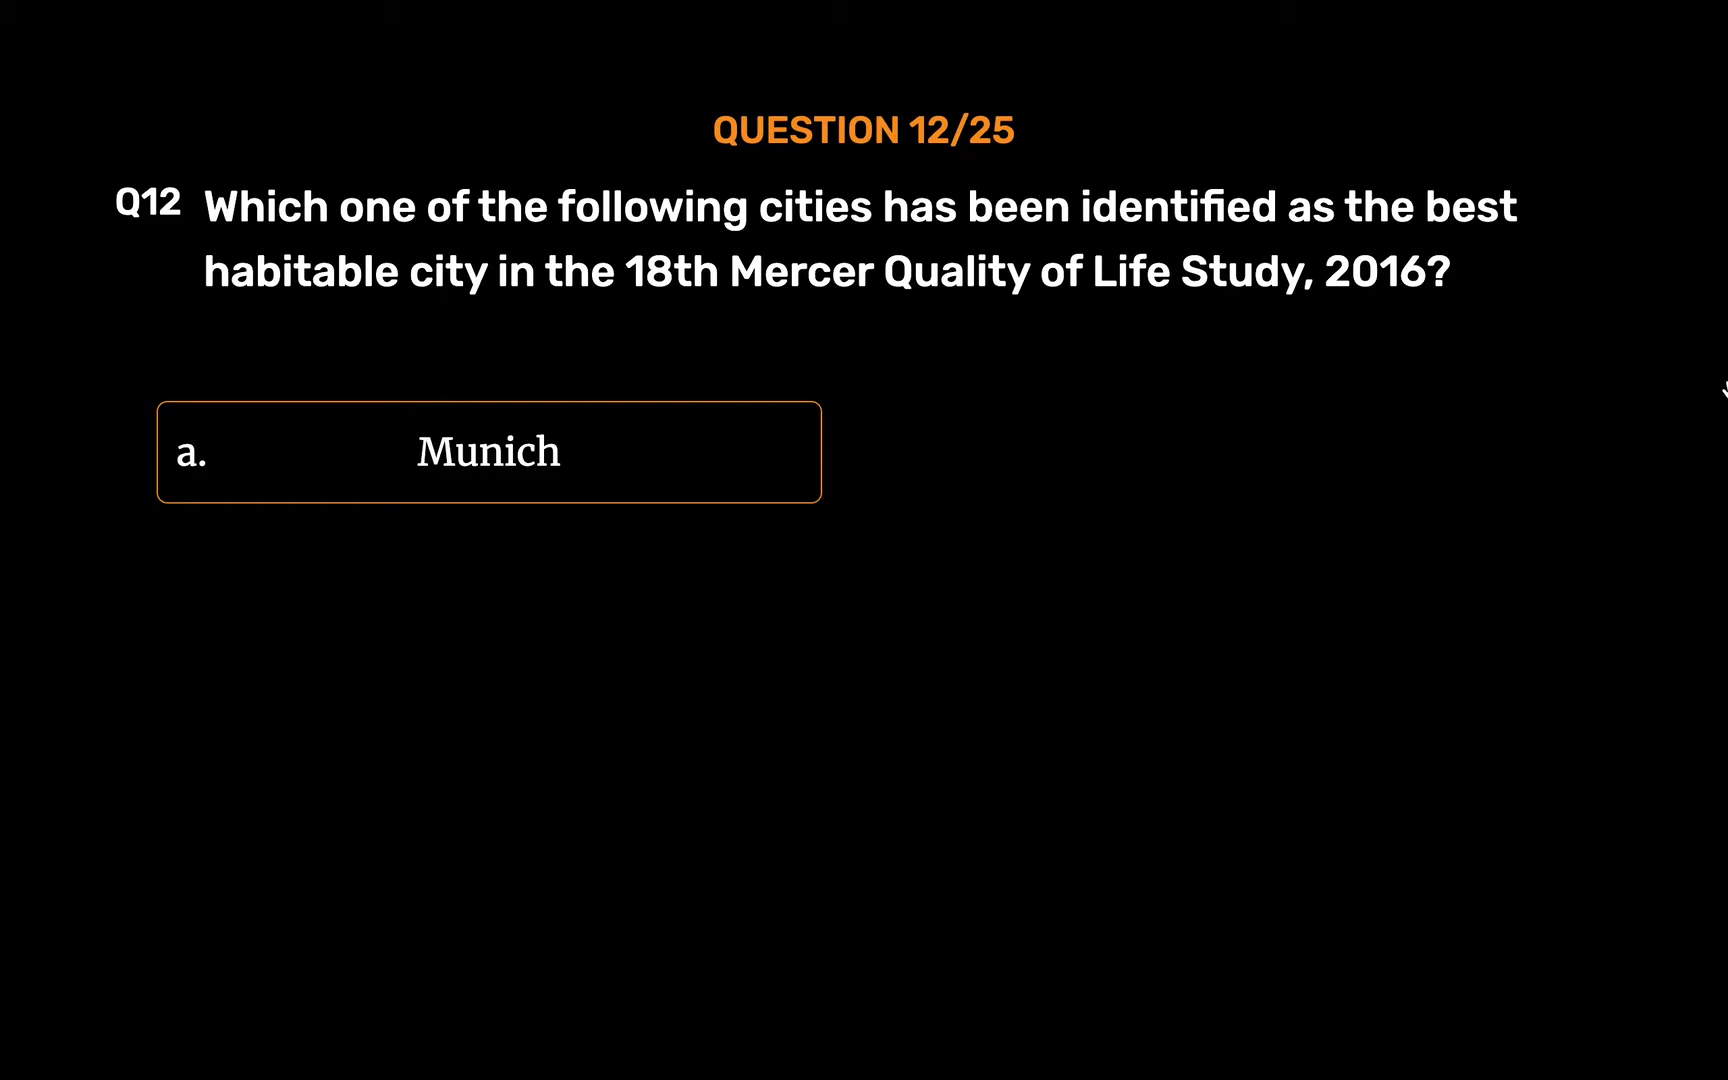 QUESTION 12/25
Q12 Which one of the following cities has been identified as the best
habitable city in the 18th Mercer Quality of Life Study, 2016?
a. Munich